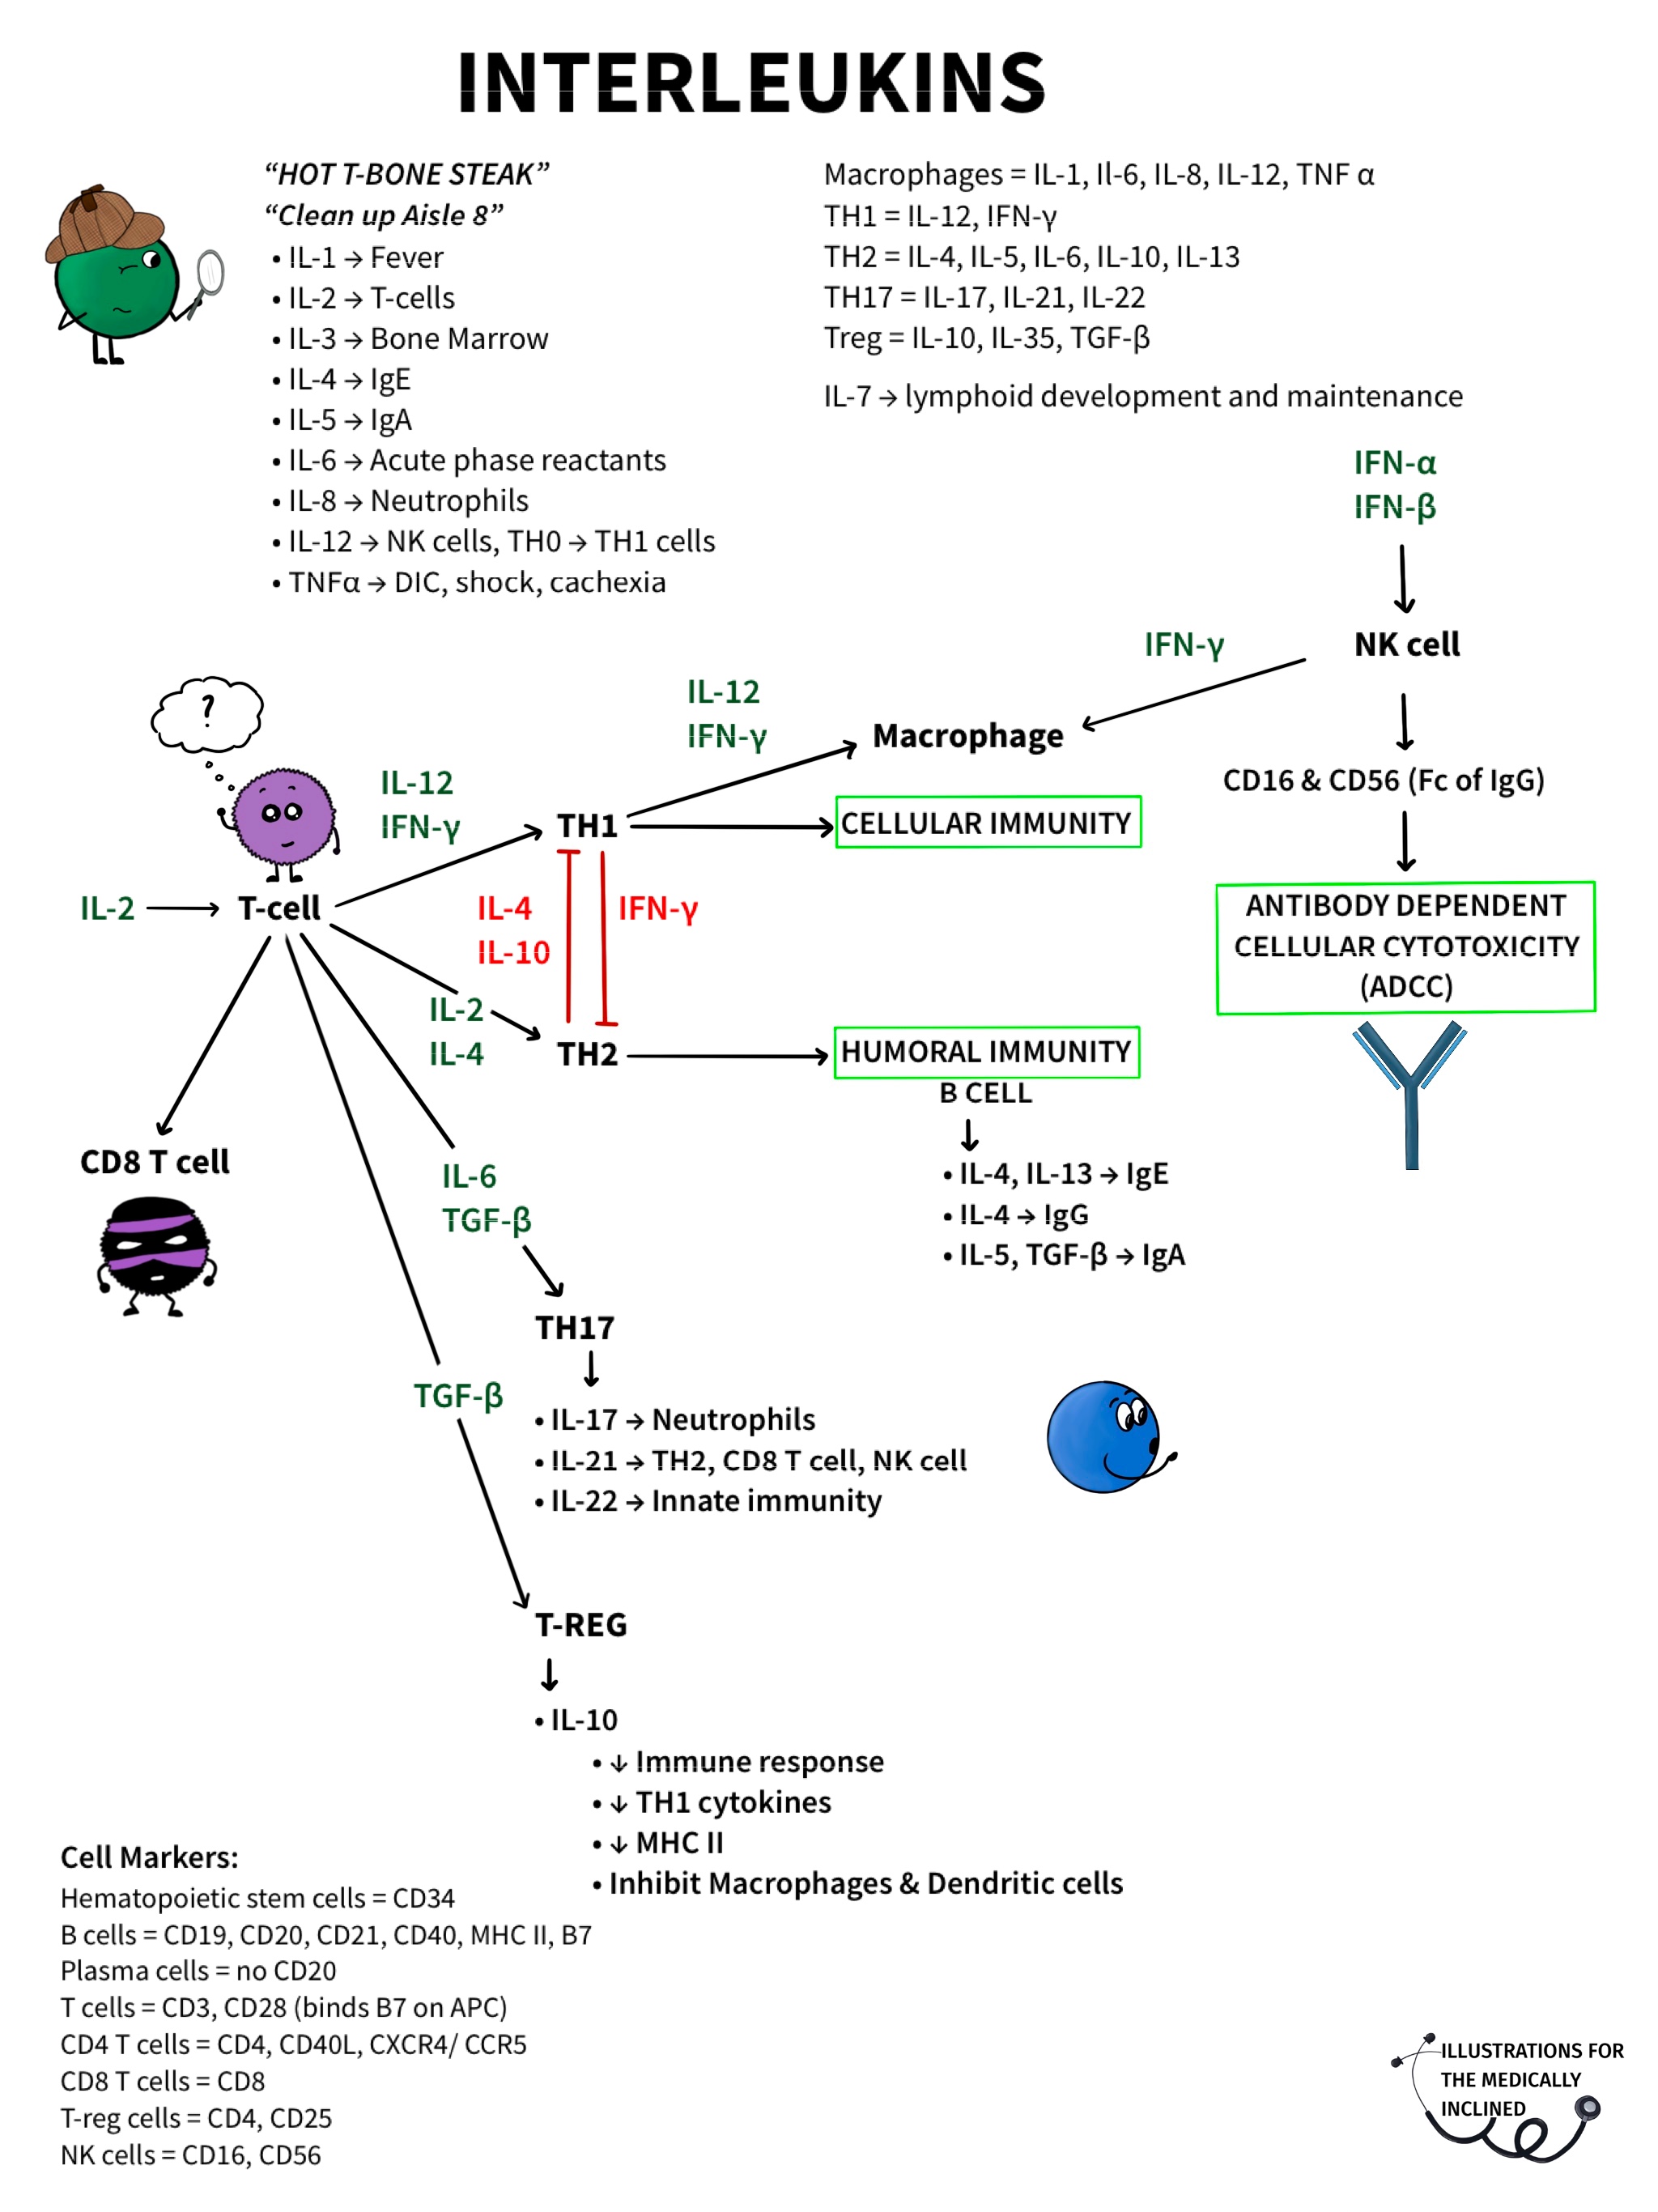 INTERLEUKINS
“HOT T-BONE STEAK”
“Clean up Aisle 8”
• IL-1 → Fever
• IL-2 → T-cells
• IL-3 → Bone Marrow
• IL-4 → IgE
• IL-5 → IgA
• IL-6 → Acute phase reactants
• IL-8 → Neutrophils
• IL-12 → NK cells, TH0 → TH1 cells
• TNFα → DIC, shock, cachexia
Macrophages = IL-1, Il-6, IL-8, IL-12, TNF α
TH1 = IL-12, IFN-γ
TH2 = IL-4, IL-5, IL-6, IL-10, IL-13
TH17 = IL-17, IL-21, IL-22
Treg = IL-10, IL-35, TGF-β
IL-7 → lymphoid development and maintenance
IFN-α
IFN-β
NK cell
IFN-γ
CD16 & CD56 (Fc of IgG)
ANTIBODY DEPENDENT
CELLULAR CYTOTOXICITY
(ADCC)
?
IL-2
T-cell
IL-12
IFN-γ
TH1
IL-12
IFN-γ
Macrophage
CELLULAR IMMUNITY
IL-4
IL-10
IFN-γ
IL-2
IL-4
TH2
HUMORAL IMMUNITY
B CELL
• IL-4, IL-13 → IgE
• IL-4 → IgG
• IL-5, TGF-β → IgA
CD8 T cell
IL-6
TGF-β
TH17
• IL-17 → Neutrophils
• IL-21 → TH2, CD8 T cell, NK cell
• IL-22 → Innate immunity
TGF-β
T-REG
• IL-10
• ↓ Immune response
• ↓ TH1 cytokines
• ↓ MHC II
• Inhibit Macrophages & Dendritic cells
Cell Markers:
Hematopoietic stem cells = CD34
B cells = CD19, CD20, CD21, CD40, MHC II, B7
Plasma cells = no CD20
T cells = CD3, CD28 (binds B7 on APC)
CD4 T cells = CD4, CD40L, CXCR4/ CCR5
CD8 T cells = CD8
T-reg cells = CD4, CD25
NK cells = CD16, CD56
ILLUSTRATIONS FOR
THE MEDICALLY
INCLINED